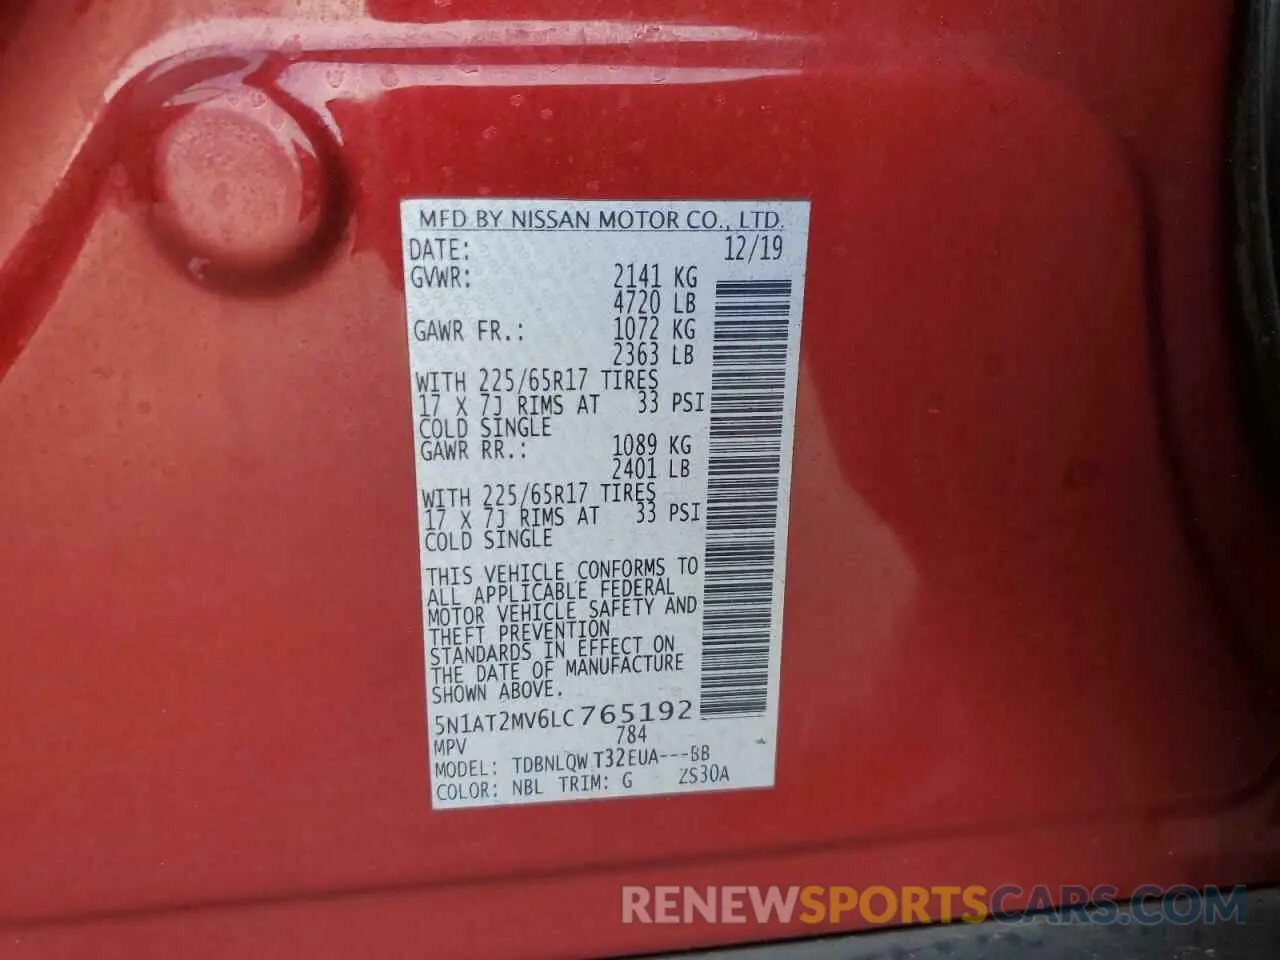 MFD BY NISSAN MOTOR CO., LTD.
DATE: 12/19
GVWR: 2141 KG
4720 LB
GAWR FR.: 1072 KG
2363 LB
WITH 225/65R17 TIRES
17 X 7J RIMS AT 33 PSI
COLD SINGLE
GAWR RR.: 1089 KG
2401 LB
WITH 225/65R17 TIRES
17 X 7J RIMS AT 33 PSI
COLD SINGLE
THIS VEHICLE CONFORMS TO
ALL APPLICABLE FEDERAL
MOTOR VEHICLE SAFETY AND
THEFT PREVENTION
STANDARDS IN EFFECT ON
THE DATE OF MANUFACTURE
SHOWN ABOVE.
5N1AT2MV6LC765192
MPV 784
MODEL: TDBNLQW T32EUA---BB
COLOR: NBL TRIM: G ZS30A
RENEWSPORTSCARS.COM